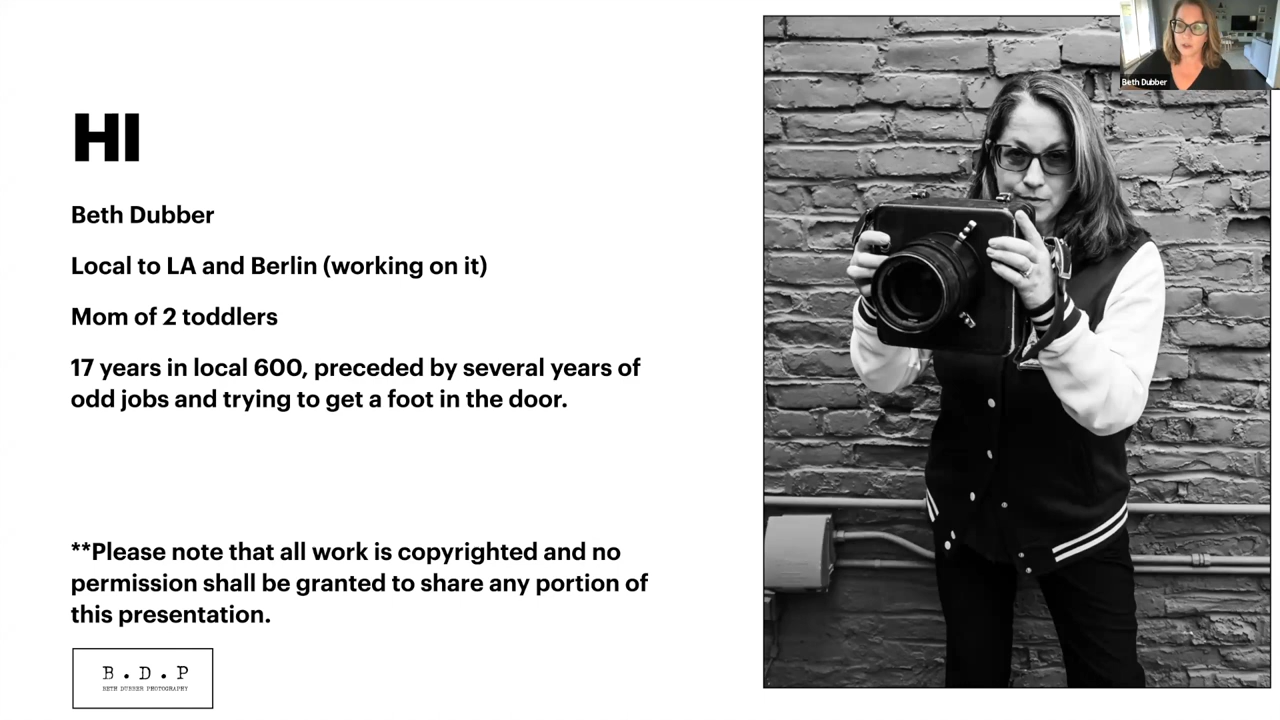 HI
Beth Dubber
Local to LA and Berlin (working on it)
Mom of 2 toddlers
17 years in local 600, preceded by several years of
odd jobs and trying to get a foot in the door.
**Please note that all work is copyrighted and no
permission shall be granted to share any portion of
this presentation.
B.D.P
BETH DUBBER PHOTOGRAPHY
Beth Dubber